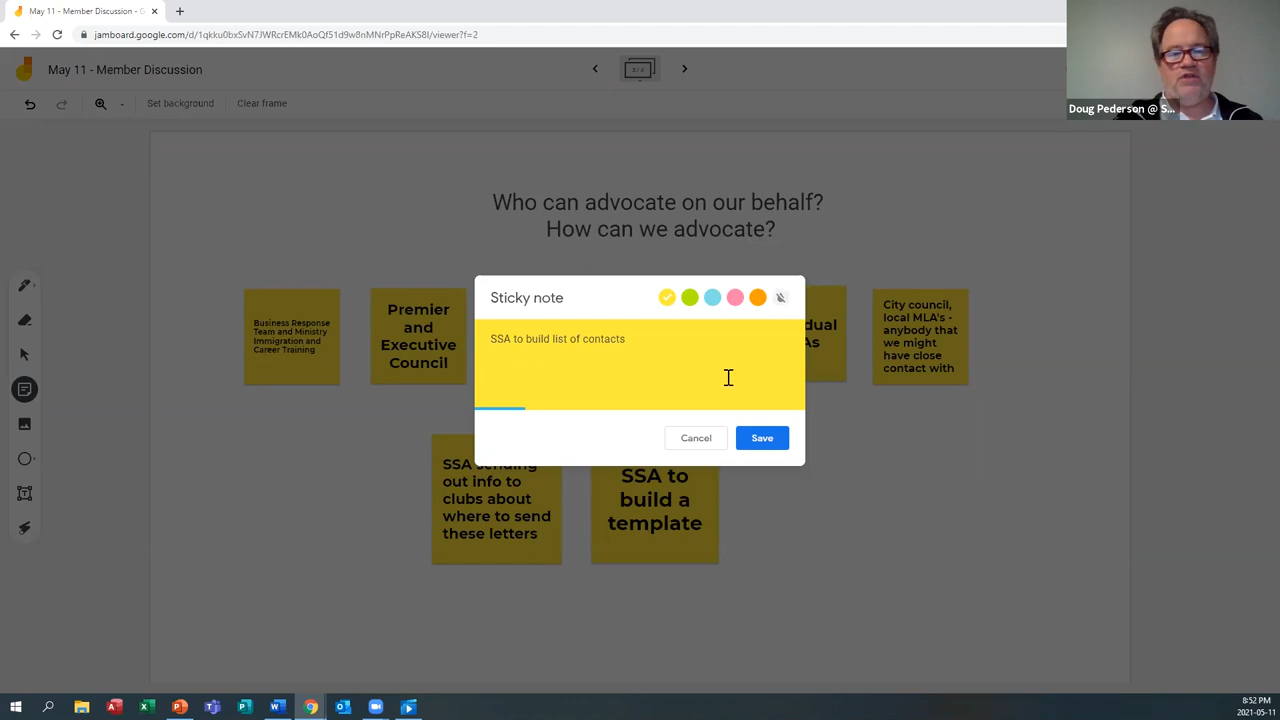 May 11 - Member Discussion -
jamboard.google.com/d/1qkku0bxSvN7JWRcrEMk0AoQf51d9w8nMNrPpReAKS8I/viewer?f=2
May 11 - Member Discussion
Set background
Clear frame
Doug Pederson @ S...
Who can advocate on our behalf?
How can we advocate?
Business Response
Team and Ministry
Immigration and
Career Training
Premier
and
Executive
Council
City council,
local MLA's -
anybody that
we might
have close
contact with
Sticky note
SSA to build list of contacts
Cancel
Save
SSA sending
out info to
clubs about
where to send
these letters
SSA to
build a
template
8:52 PM
2021-05-11